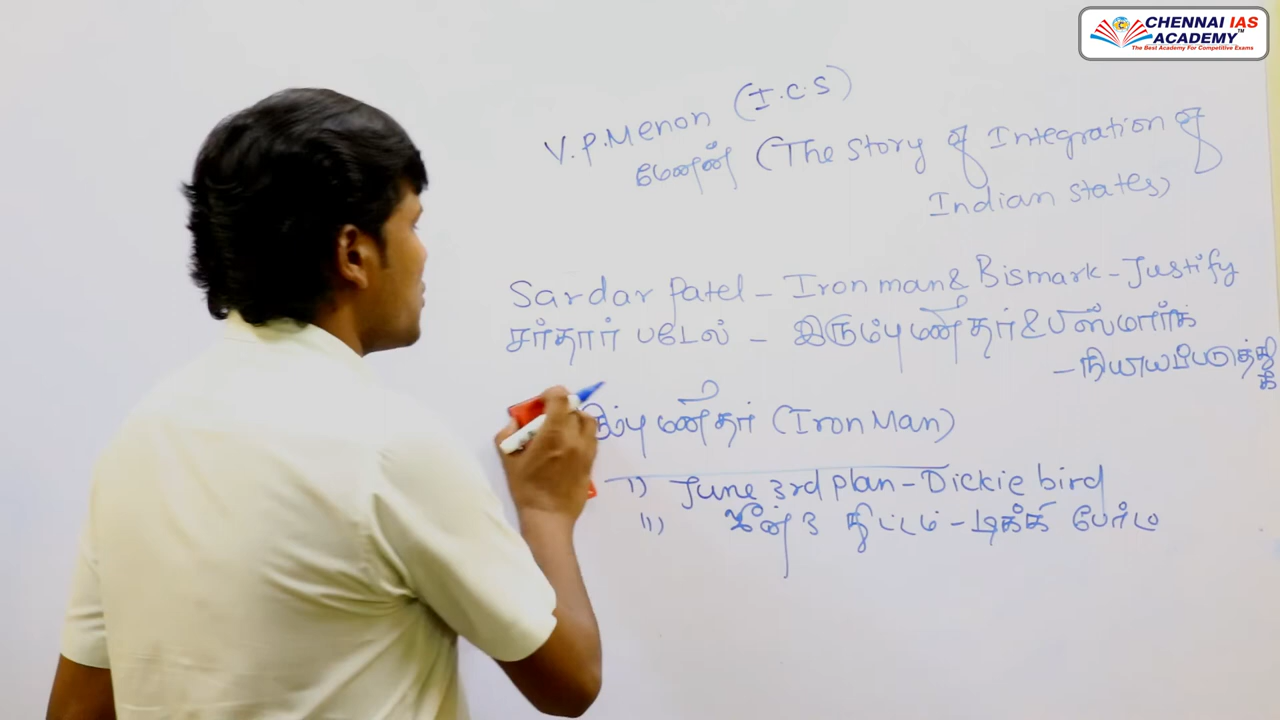 CHENNAI IAS
ACADEMY TM
The Best Academy For Competitive Exams
V.P.Menon (I.C.S)
மேனன் (The Story of Integration of
Indian states)
Sardar Patel - Iron man & Bismark - Justify
சர்தார் படேல் - இரும்பு மனிதர் & பிஸ்மார்க்
- நியாயப்படுத்துக
ரும்பு மனிதர் (Iron Man)
i) June 3rd plan - Dickie bird
ii) ஜூன் 3 திட்டம் - டிக்கி பேர்ட